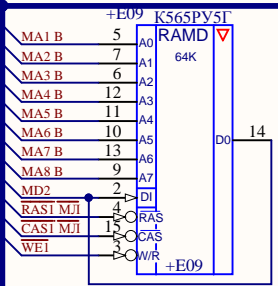 +E09 К565РУ5Г
MA1 В 5 A0 RAMD
MA2 В 7 A1 64K
MA3 В 6 A2
MA4 В 12 A3
MA5 В 11 A4
MA6 В 10 A5 D0 14
MA7 В 13 A6
MA8 В 9 A7
MD2 2 DI
RAS1 МЛ 4 RAS
CAS1 МЛ 15 CAS
WE1 3 W/R
+E09